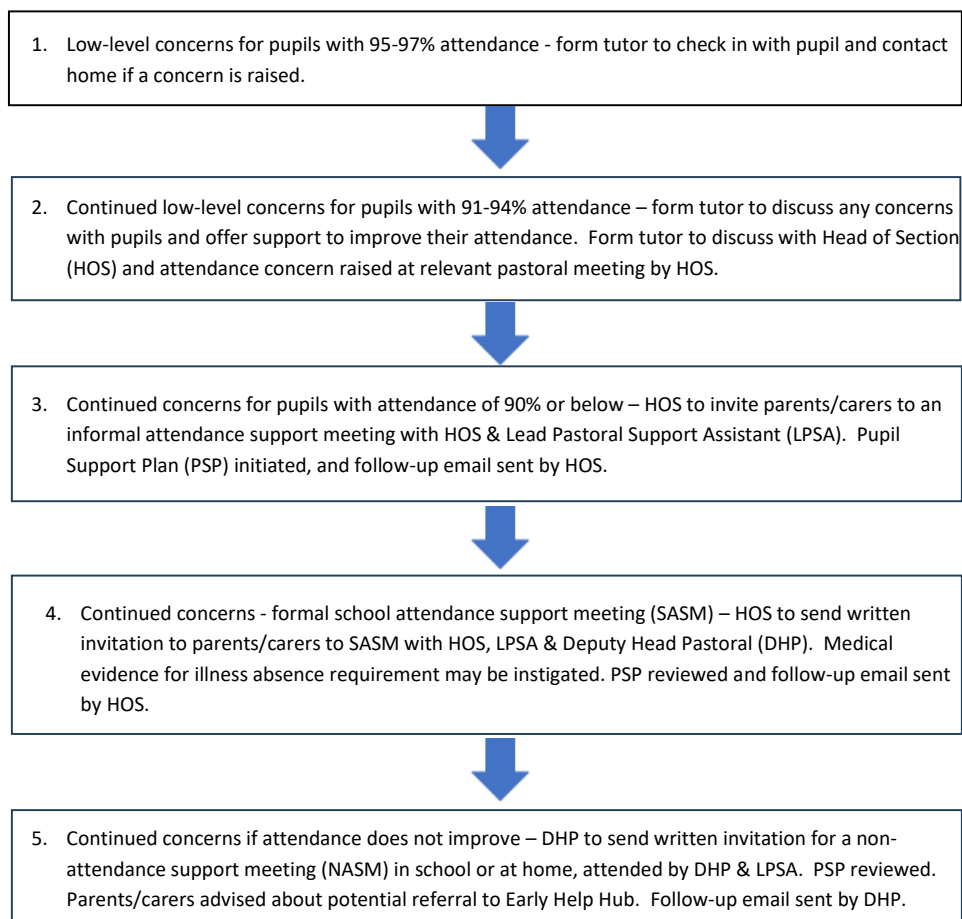 1. Low-level concerns for pupils with 95-97% attendance - form tutor to check in with pupil and contact
home if a concern is raised.
2. Continued low-level concerns for pupils with 91-94% attendance – form tutor to discuss any concerns
with pupils and offer support to improve their attendance.  Form tutor to discuss with Head of Section
(HOS) and attendance concern raised at relevant pastoral meeting by HOS.
3. Continued concerns for pupils with attendance of 90% or below – HOS to invite parents/carers to an
informal attendance support meeting with HOS & Lead Pastoral Support Assistant (LPSA).  Pupil
Support Plan (PSP) initiated, and follow-up email sent by HOS.
4. Continued concerns - formal school attendance support meeting (SASM) – HOS to send written
invitation to parents/carers to SASM with HOS, LPSA & Deputy Head Pastoral (DHP).  Medical
evidence for illness absence requirement may be instigated. PSP reviewed and follow-up email sent
by HOS.
5. Continued concerns if attendance does not improve – DHP to send written invitation for a non-
attendance support meeting (NASM) in school or at home, attended by DHP & LPSA.  PSP reviewed.
Parents/carers advised about potential referral to Early Help Hub.  Follow-up email sent by DHP.